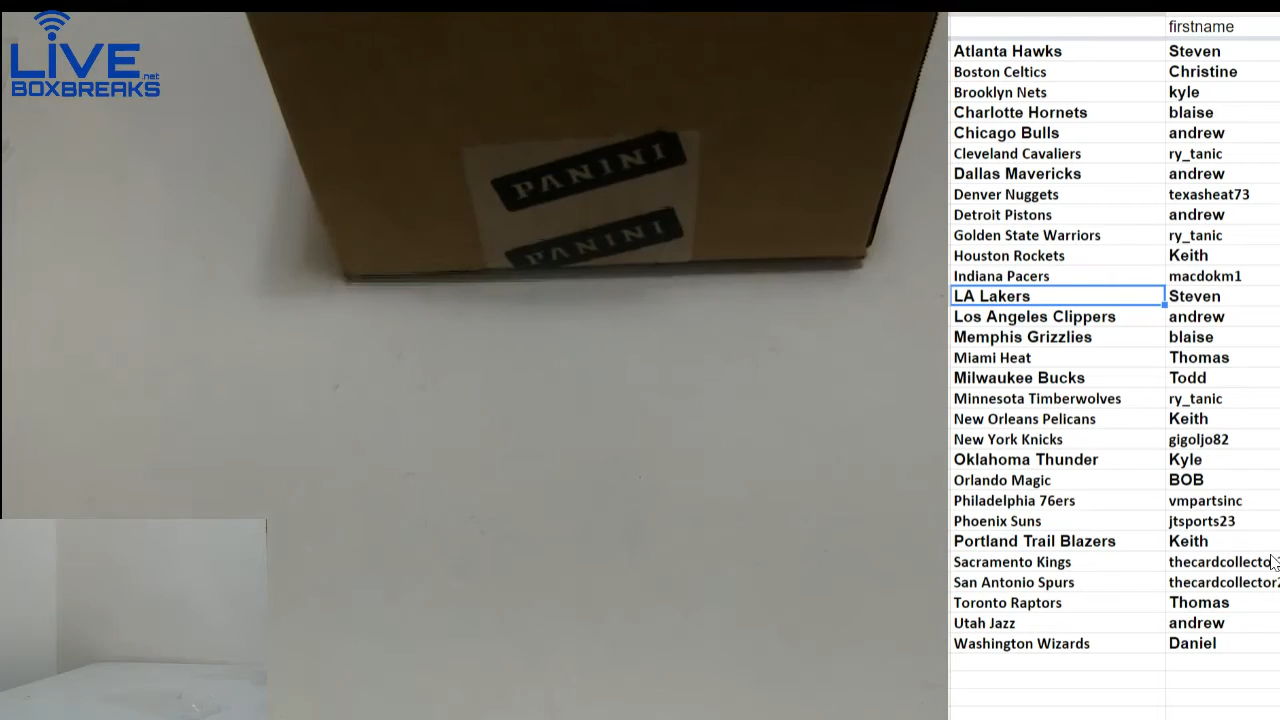 LIVE
.net
BOXBREAKS
PANINI
PANINI
firstname
Atlanta Hawks Steven
Boston Celtics Christine
Brooklyn Nets kyle
Charlotte Hornets blaise
Chicago Bulls andrew
Cleveland Cavaliers ry_tanic
Dallas Mavericks andrew
Denver Nuggets texasheat73
Detroit Pistons andrew
Golden State Warriors ry_tanic
Houston Rockets Keith
Indiana Pacers macdokm1
LA Lakers Steven
Los Angeles Clippers andrew
Memphis Grizzlies blaise
Miami Heat Thomas
Milwaukee Bucks Todd
Minnesota Timberwolves ry_tanic
New Orleans Pelicans Keith
New York Knicks gigoljo82
Oklahoma Thunder Kyle
Orlando Magic BOB
Philadelphia 76ers vmpartsinc
Phoenix Suns jtsports23
Portland Trail Blazers Keith
Sacramento Kings
San Antonio Spurs thecardcollector2
Toronto Raptors Thomas
Utah Jazz andrew
Washington Wizards Daniel